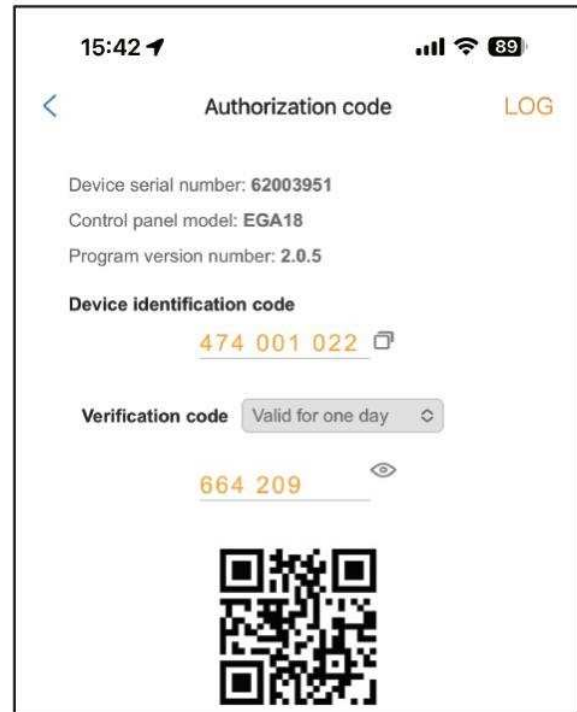 15:42 89
Authorization code LOG
Device serial number: 62003951
Control panel model: EGA18
Program version number: 2.0.5
Device identification code
474 001 022
Verification code Valid for one day
664 209